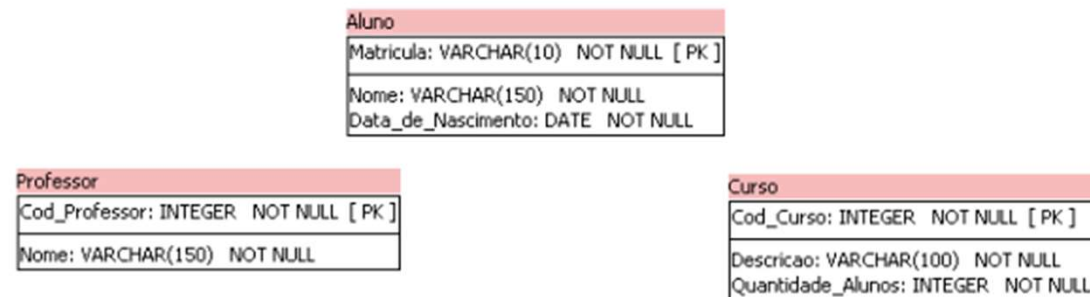 Aluno
Matricula: VARCHAR(10) NOT NULL [ PK ]
Nome: VARCHAR(150) NOT NULL
Data_de_Nascimento: DATE NOT NULL
Professor
Cod_Professor: INTEGER NOT NULL [ PK ]
Nome: VARCHAR(150) NOT NULL
Curso
Cod_Curso: INTEGER NOT NULL [ PK ]
Descricao: VARCHAR(100) NOT NULL
Quantidade_Alunos: INTEGER NOT NULL